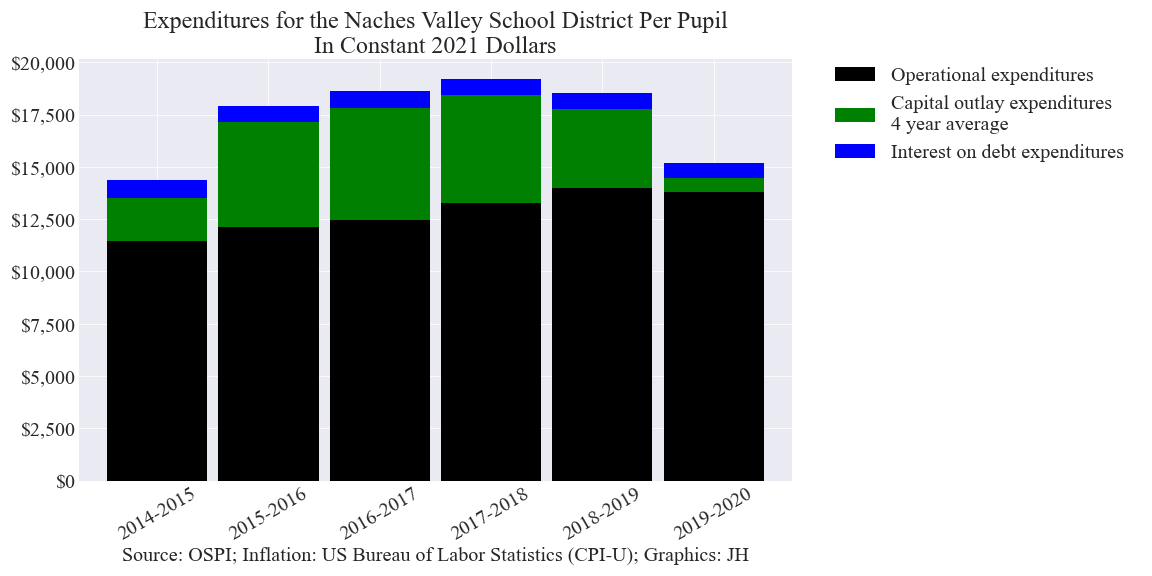 Expenditures for the Naches Valley School District Per Pupil
In Constant 2021 Dollars
$20,000
$17,500
$15,000
$12,500
$10,000
$7,500
$5,000
$2,500
$0
2014-2015
2015-2016
2016-2017
2017-2018
2018-2019
2019-2020
Operational expenditures
Capital outlay expenditures
4 year average
Interest on debt expenditures
Source: OSPI; Inflation: US Bureau of Labor Statistics (CPI-U); Graphics: JH